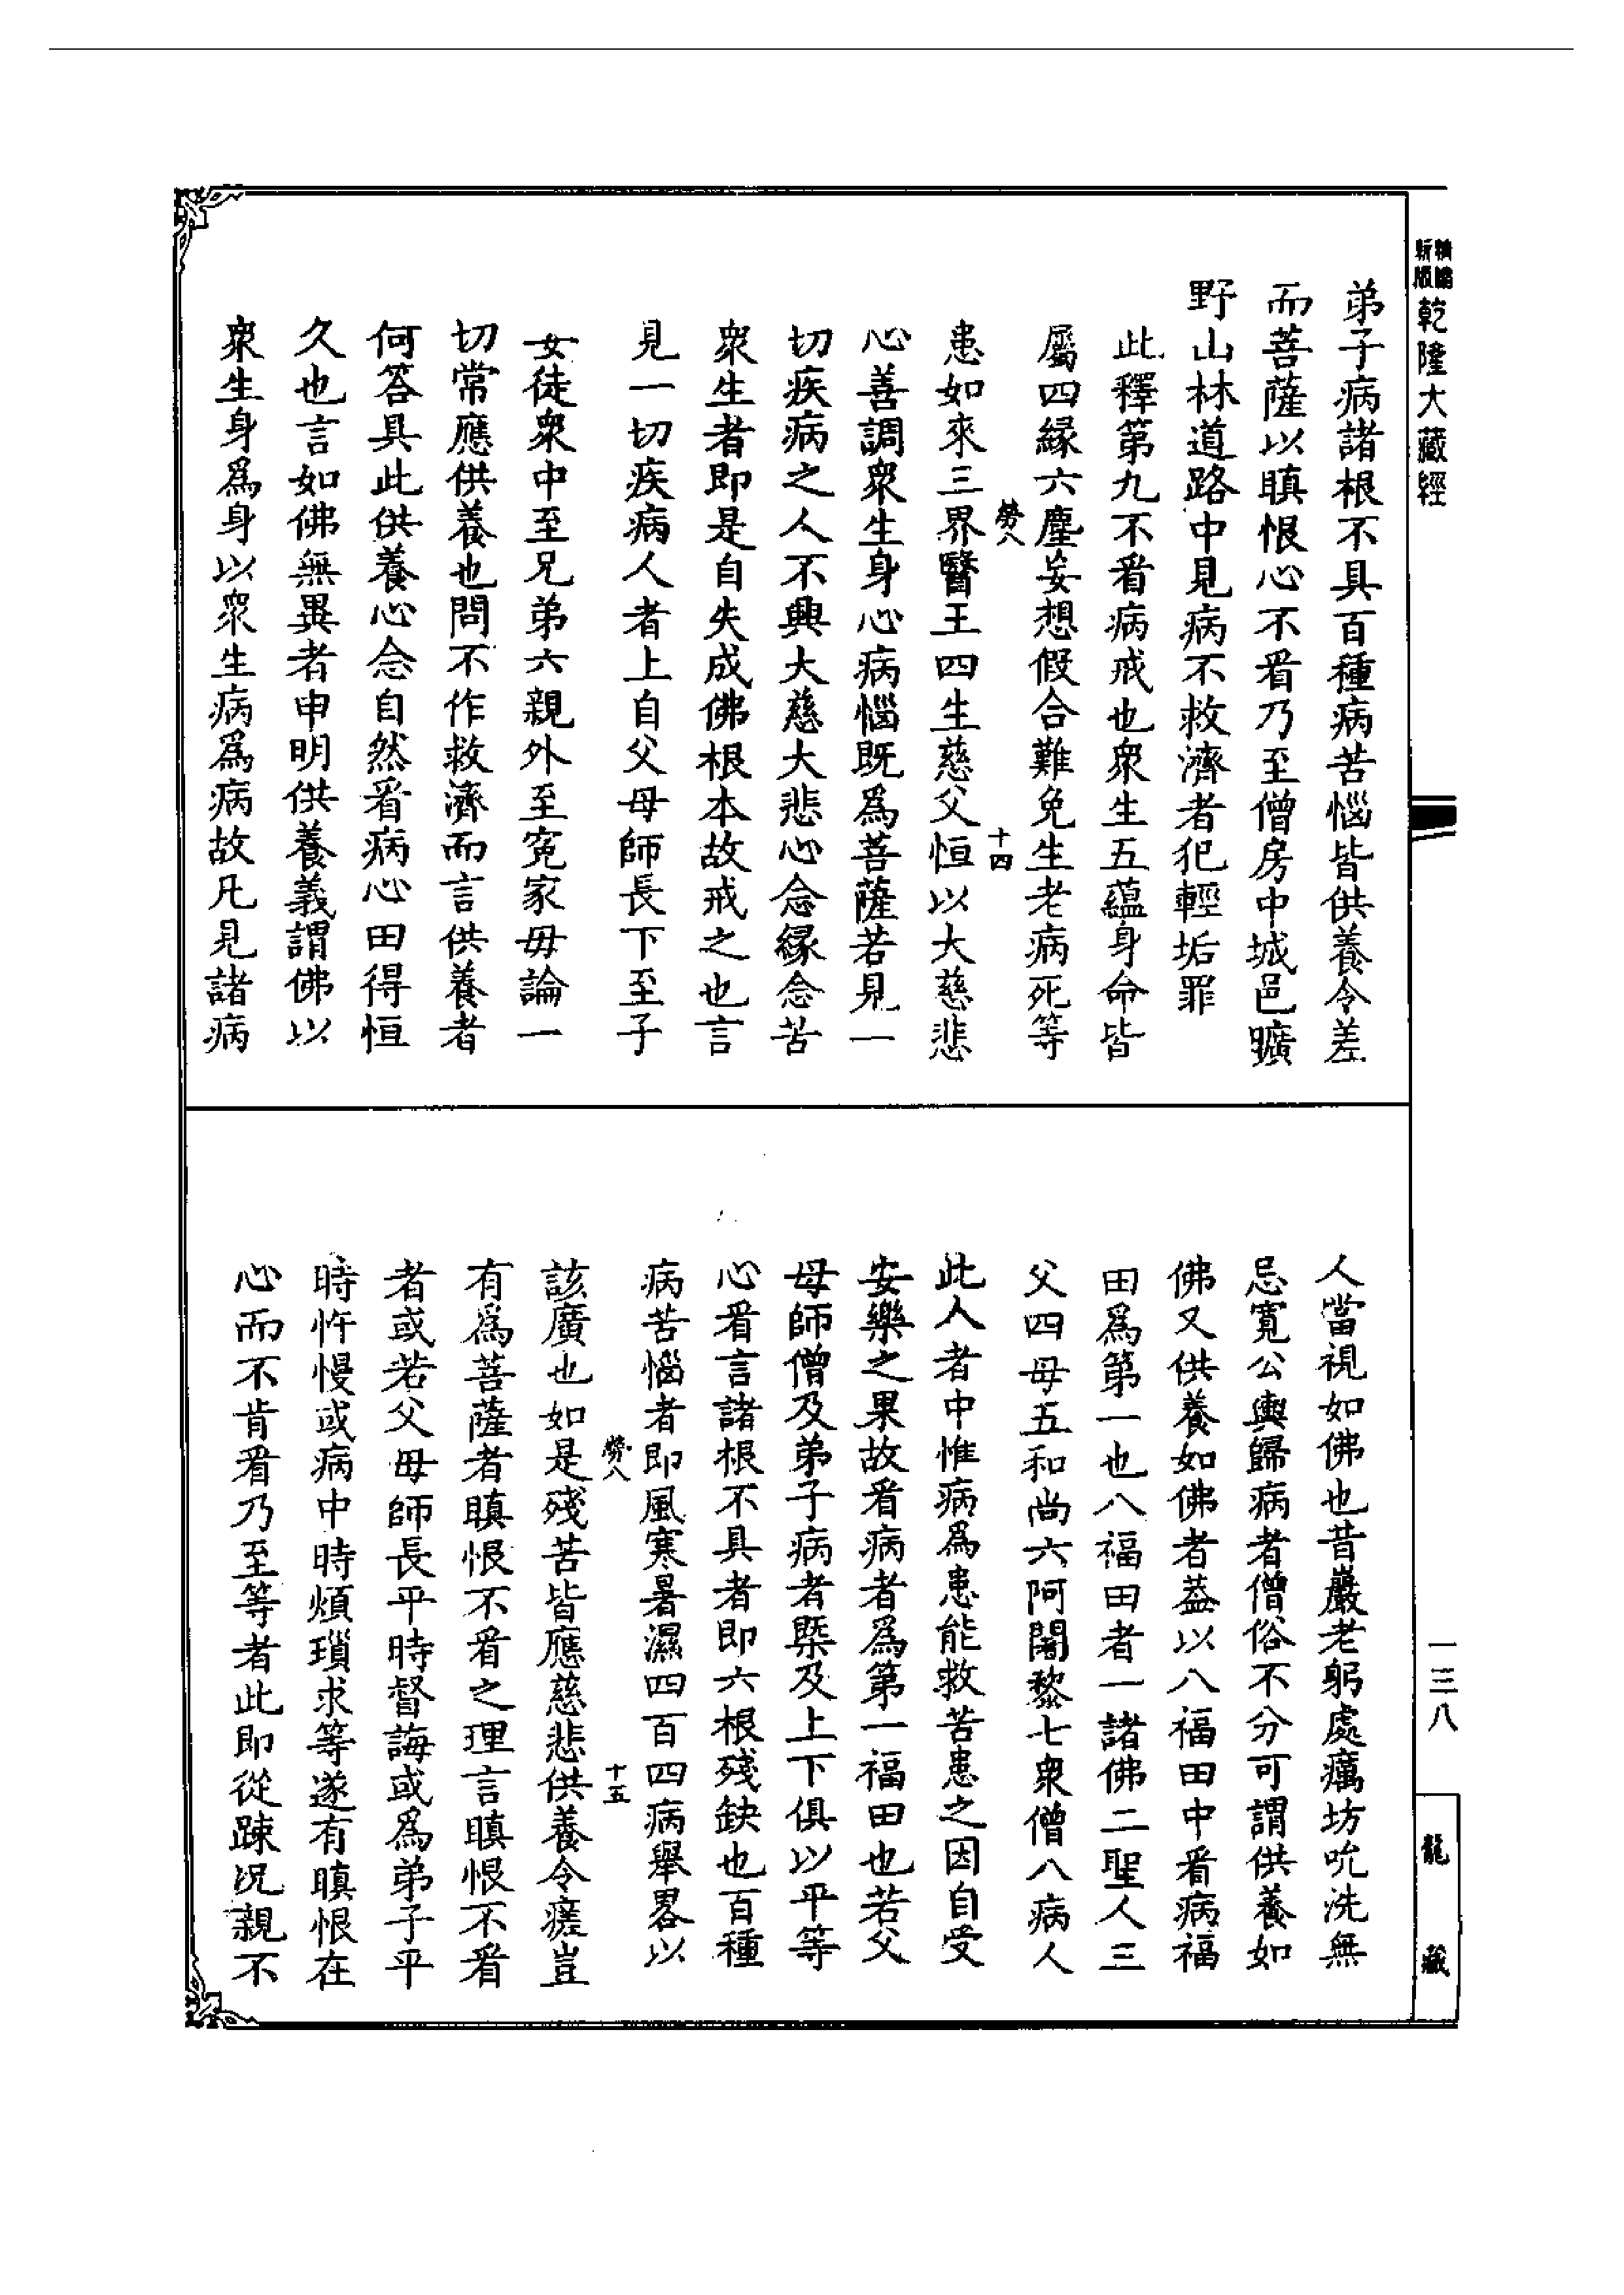 新版
精縮
乾隆大藏經
弟子病諸根不具百種病苦惱皆供養令差
而菩薩以瞋恨心不看乃至僧房中城邑曠
野山林道路中見病不救濟者犯輕垢罪
此釋第九不看病戒也衆生五蘊身命皆
屬四緣六塵妄想假合難免生老病死等
勞八
十四
患如來三界醫王四生慈父恒以大慈悲
心善調衆生身心病惱既爲菩薩若見一
切疾病之人不興大慈大悲心念緣念苦
衆生者即是自失成佛根本故戒之也言
見一切疾病人者上自父母師長下至子
女徒衆中至兄弟六親外至寃家毋論一
切常應供養也問不作救濟而言供養者
何答具此供養心念自然看病心田得恒
久也言如佛無異者申明供養義謂佛以
衆生身爲身以衆生病爲病故凡見諸病
人當視如佛也昔巖老躬處癘坊吮洗無
忌寬公輿歸病者僧俗不分可謂供養如
佛又供養如佛者葢以八福田中看病福
田爲第一也八福田者一諸佛二聖人三
父四母五和尚六阿闍黎七衆僧八病人
此人者中惟病爲患能救苦患之因自受
安樂之果故看病者爲第一福田也若父
母師僧及弟子病者槩及上下俱以平等
心看言諸根不具者即六根殘缺也百種
病苦惱者即風寒暑濕四百四病舉畧以
勞八
十五
該廣也如是殘苦皆應慈悲供養令瘥豈
有爲菩薩者瞋恨不看之理言瞋恨不看
者或若父母師長平時督誨或爲弟子平
時忤慢或病中時煩瑣求等遂有瞋恨在
心而不肯看乃至等者此即從踈况親不
一三八
龍藏